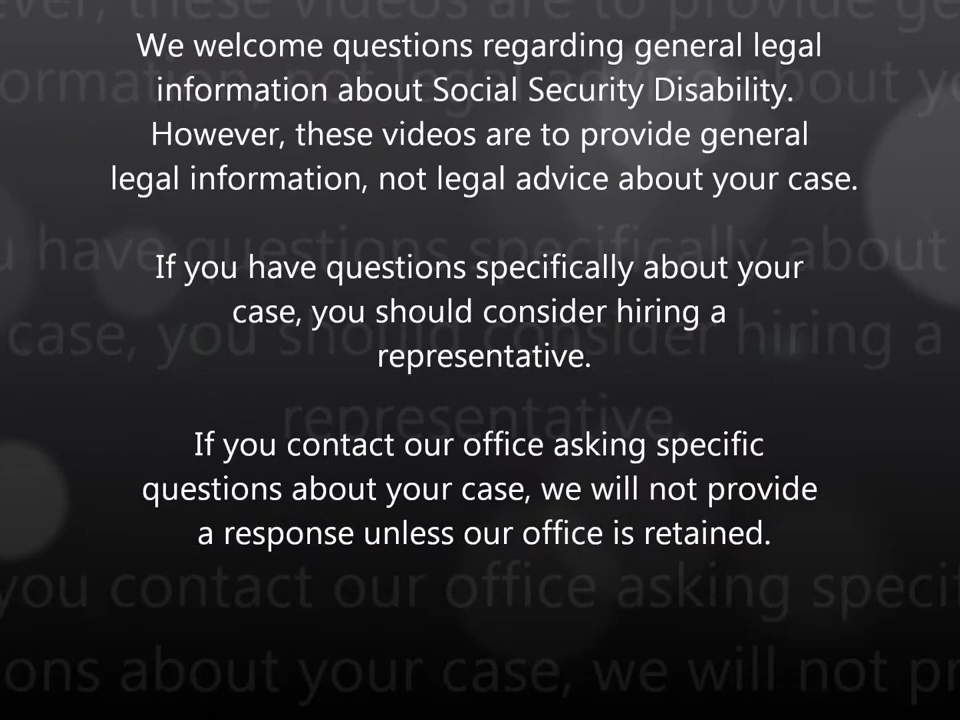 We welcome questions regarding general legal
information about Social Security Disability.
However, these videos are to provide general
legal information, not legal advice about your case.
If you have questions specifically about your
case, you should consider hiring a
representative.
If you contact our office asking specific
questions about your case, we will not provide
a response unless our office is retained.